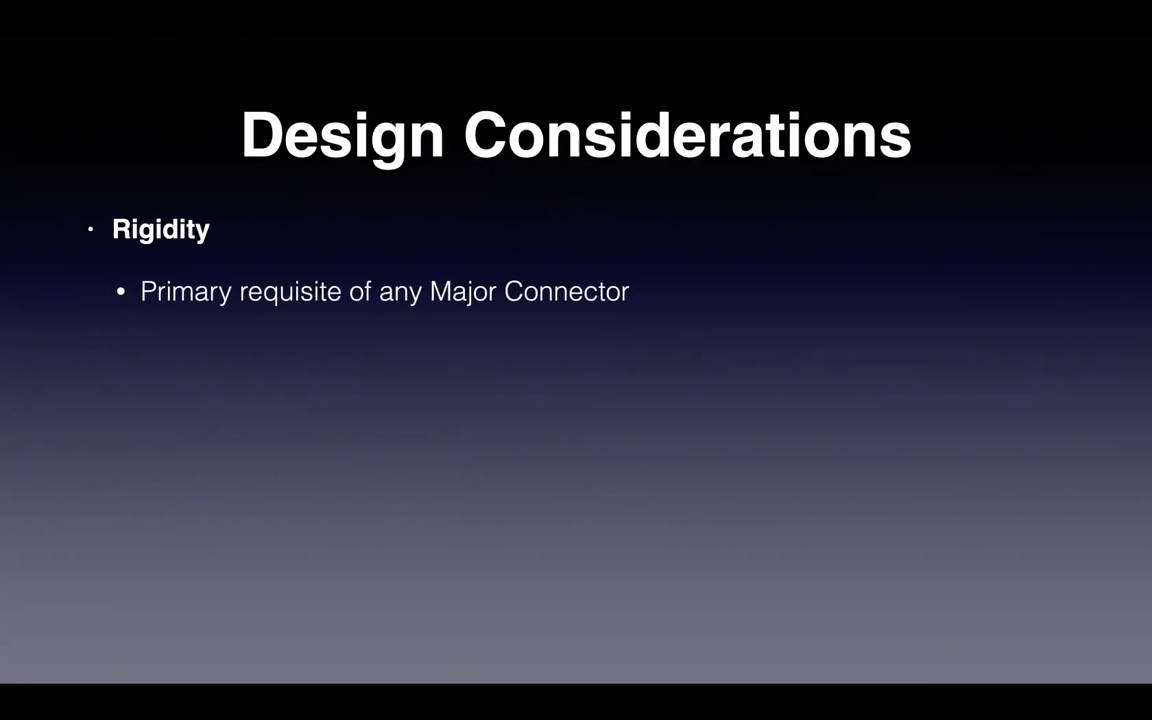 Design Considerations
• Rigidity
• Primary requisite of any Major Connector